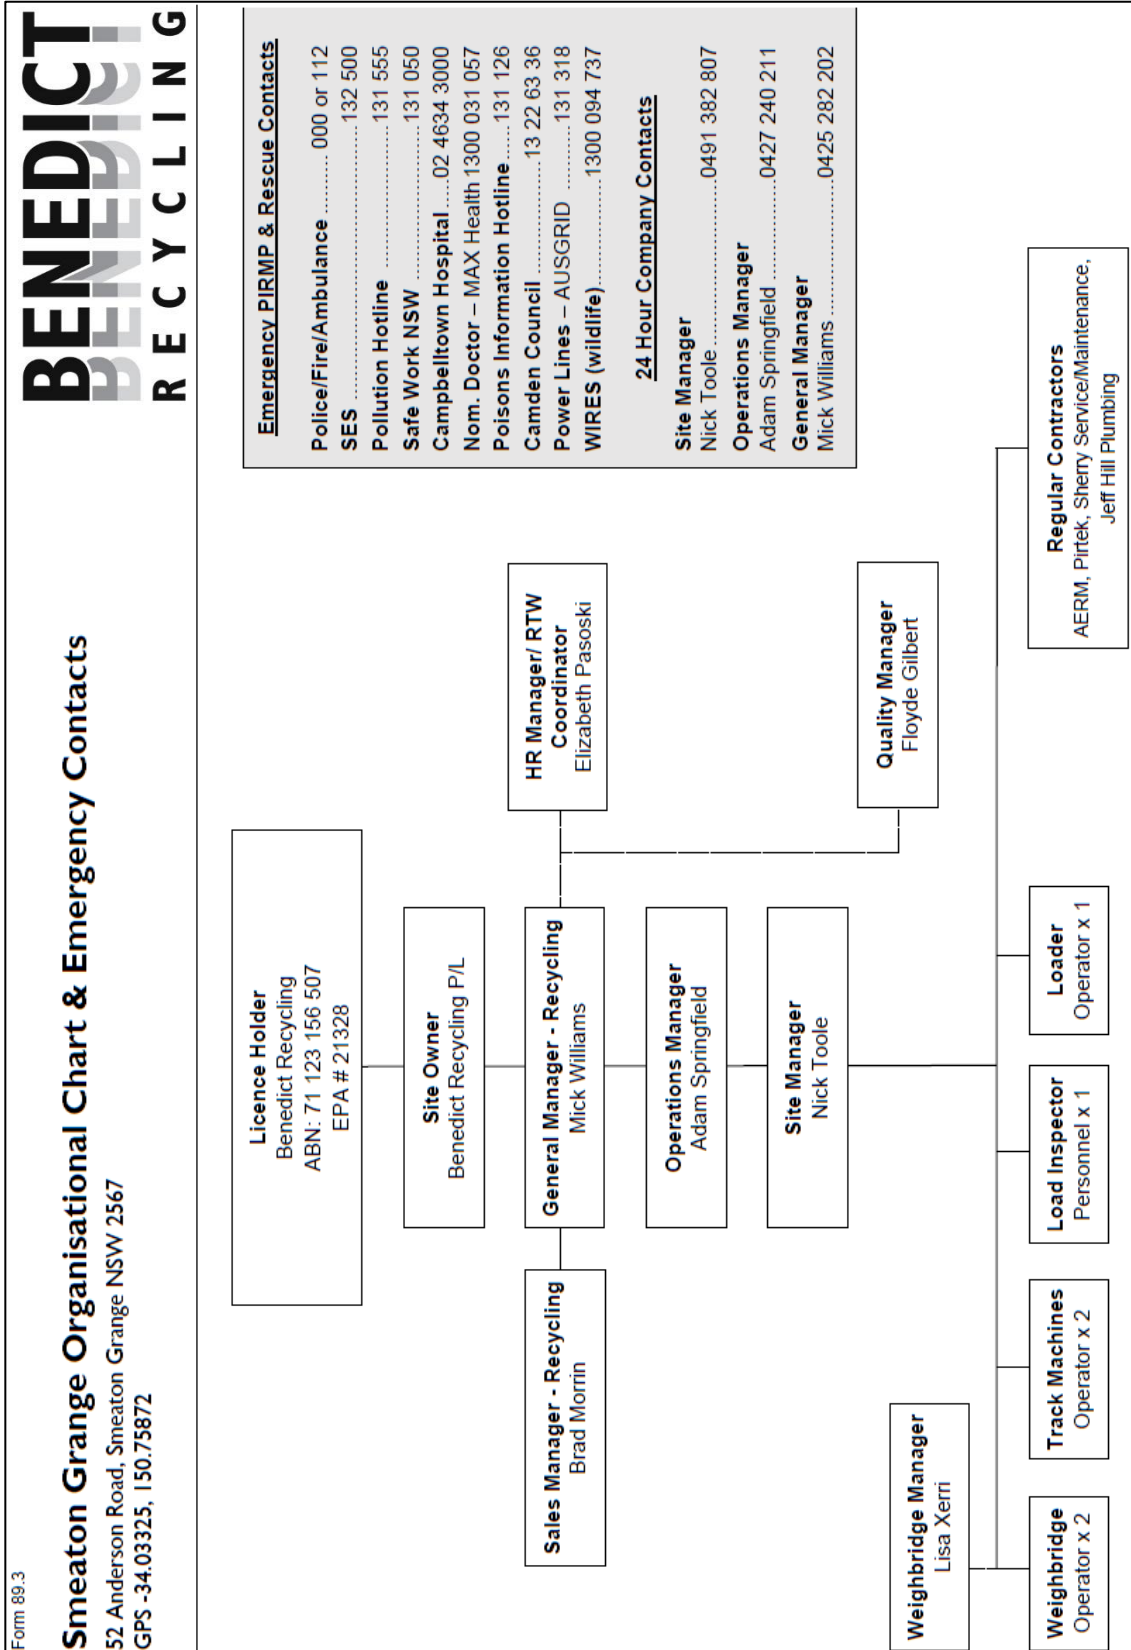 Form 89.3
Smeaton Grange Organisational Chart & Emergency Contacts
52 Anderson Road, Smeaton Grange NSW 2567
GPS -34.03325, 150.75872
BENEDICT
RECYCLING
Emergency PIRMP & Rescue Contacts
Police/Fire/Ambulance ........ 000 or 112
SES ........................................ 132 500
Pollution Hotline ...................... 131 555
Safe Work NSW ...................... 131 050
Campbelltown Hospital .... 02 4634 3000
Nom. Doctor – MAX Health 1300 031 057
Poisons Information Hotline ..... 131 126
Camden Council .................. 13 22 63 36
Power Lines – AUSGRID .......... 131 318
WIRES (wildlife) ............... 1300 094 737
24 Hour Company Contacts
Site Manager
Nick Toole ........................... 0491 382 807
Operations Manager
Adam Springfield ................ 0427 240 211
General Manager
Mick Williams ...................... 0425 282 202
Licence Holder
Benedict Recycling
ABN: 71 123 156 507
EPA # 21328
Site Owner
Benedict Recycling P/L
Sales Manager - Recycling
Brad Morrin
General Manager - Recycling
Mick Williams
HR Manager/ RTW
Coordinator
Elizabeth Pasoski
Operations Manager
Adam Springfield
Site Manager
Nick Toole
Quality Manager
Floyde Gilbert
Weighbridge Manager
Lisa Xerri
Weighbridge
Operator x 2
Track Machines
Operator x 2
Load Inspector
Personnel x 1
Loader
Operator x 1
Regular Contractors
AERM, Pirtek, Sherry Service/Maintenance,
Jeff Hill Plumbing